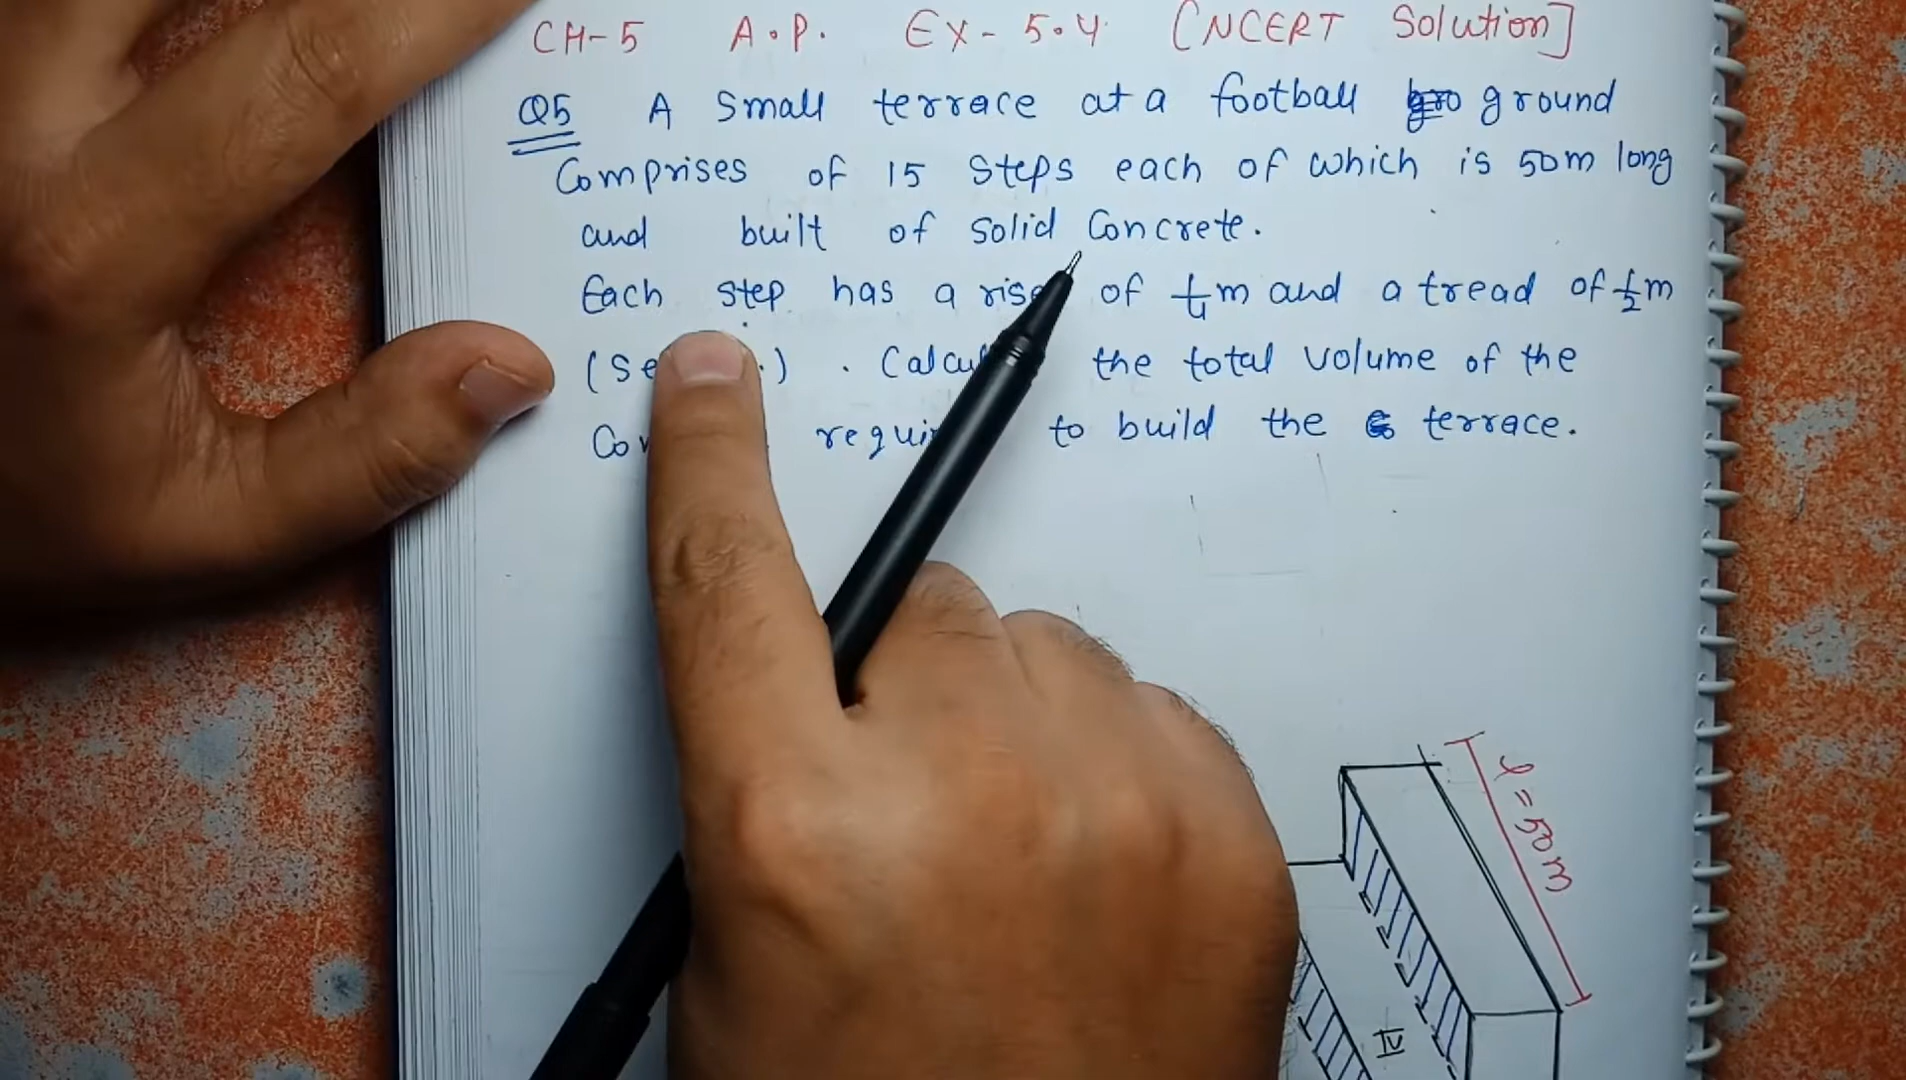 CH-5 A.P. EX-5.4 [NCERT Solution]
Q5 A Small terrace at a football ground
Comprises of 15 Steps each of which is 50m long
and built of Solid Concrete.
Each step has a rise of 1/4 m and a tread of 1/2 m
( . the total volume of the
to build the terrace.
l = 50m
IV